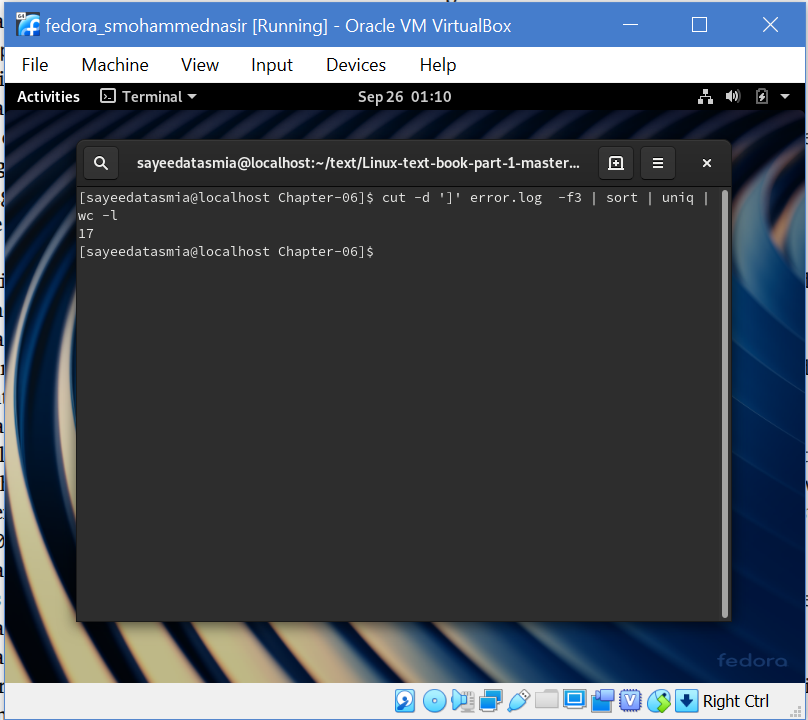 fedora_smohammednasir [Running] - Oracle VM VirtualBox
File Machine View Input Devices Help
Activities Terminal Sep 26 01:10
sayeedatasmia@localhost:~/text/Linux-text-book-part-1-master...
[sayeedatasmia@localhost Chapter-06]$ cut -d ']' error.log  -f3 | sort | uniq |
wc -l
17
[sayeedatasmia@localhost Chapter-06]$
fedora
Right Ctrl